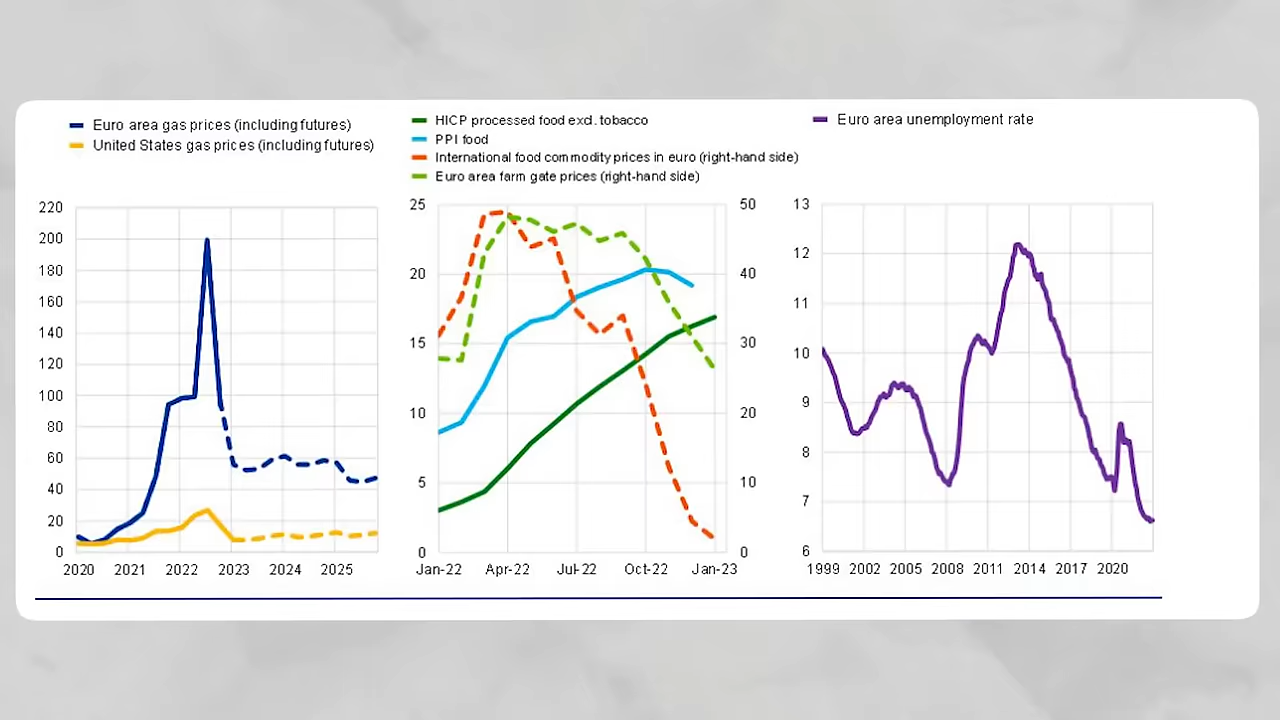 Euro area gas prices (including futures)
United States gas prices (including futures)
220
200
180
160
140
120
100
80
60
40
20
0
2020 2021 2022 2023 2024 2025
HICP processed food excl. tobacco
PPI food
International food commodity prices in euro (right-hand side)
Euro area farm gate prices (right-hand side)
25 50
20 40
15 30
10 20
5 10
0 0
Jan-22 Apr-22 Jul-22 Oct-22 Jan-23
Euro area unemployment rate
13
12
11
10
9
8
7
6
1999 2002 2005 2008 2011 2014 2017 2020